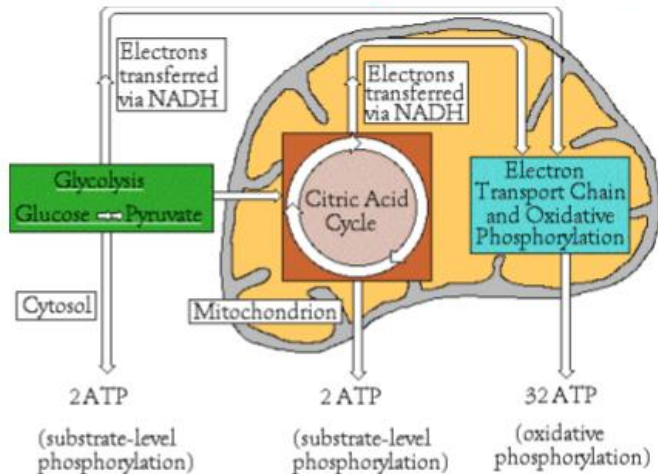 Electrons
transferred
via NADH
Electrons
transferred
via NADH
Glycolysis
Glucose Pyruvate
Citric Acid
Cycle
Electron
Transport Chain
and Oxidative
Phosphorylation
Cytosol
Mitochondrion
2 ATP
2 ATP
32 ATP
(substrate-level
phosphorylation)
(substrate-level
phosphorylation)
(oxidative
phosphorylation)